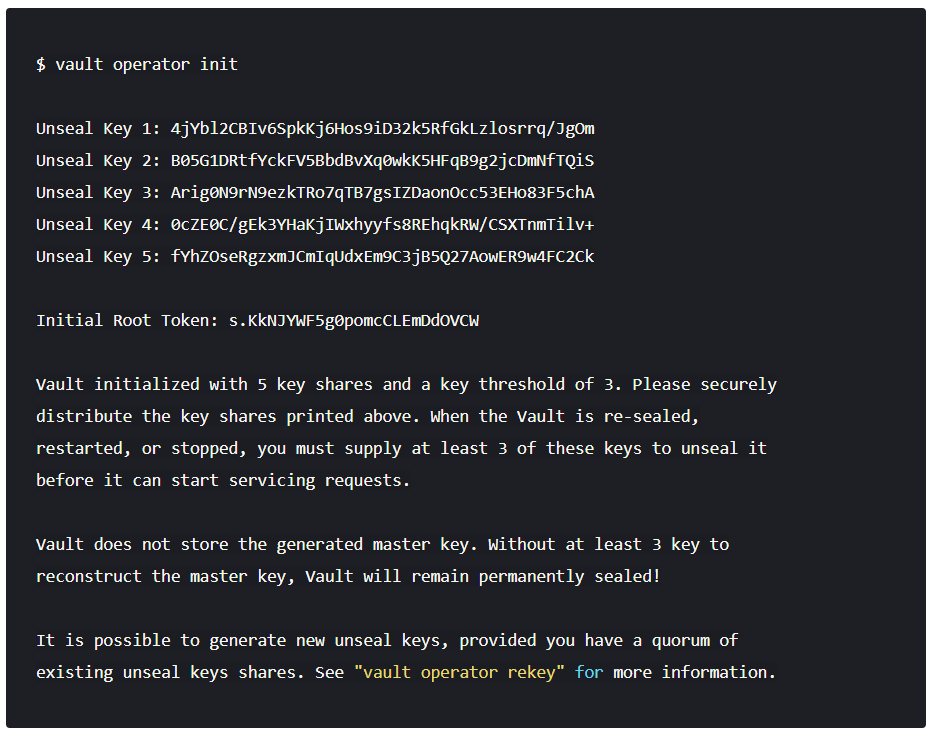 $ vault operator init
Unseal Key 1: 4jYbl2CBIv6SpkKj6Hos9iD32k5RfGkLzlosrrq/JgOm
Unseal Key 2: B05G1DRtfYckFV5BbdBvXq0wkK5HFqB9g2jcDmNfTQiS
Unseal Key 3: Arig0N9rN9ezkTRo7qTB7gsIZDaonOcc53EHo83F5chA
Unseal Key 4: 0cZE0C/gEk3YHaKjIWxhyyfs8REhqkRW/CSXTnmTilv+
Unseal Key 5: fYhZOseRgzxmJCmIqUdxEm9C3jB5Q27AowER9w4FC2Ck
Initial Root Token: s.KkNJYWF5g0pomcCLEmDdOVCW
Vault initialized with 5 key shares and a key threshold of 3. Please securely
distribute the key shares printed above. When the Vault is re-sealed,
restarted, or stopped, you must supply at least 3 of these keys to unseal it
before it can start servicing requests.
Vault does not store the generated master key. Without at least 3 key to
reconstruct the master key, Vault will remain permanently sealed!
It is possible to generate new unseal keys, provided you have a quorum of
existing unseal keys shares. See "vault operator rekey" for more information.